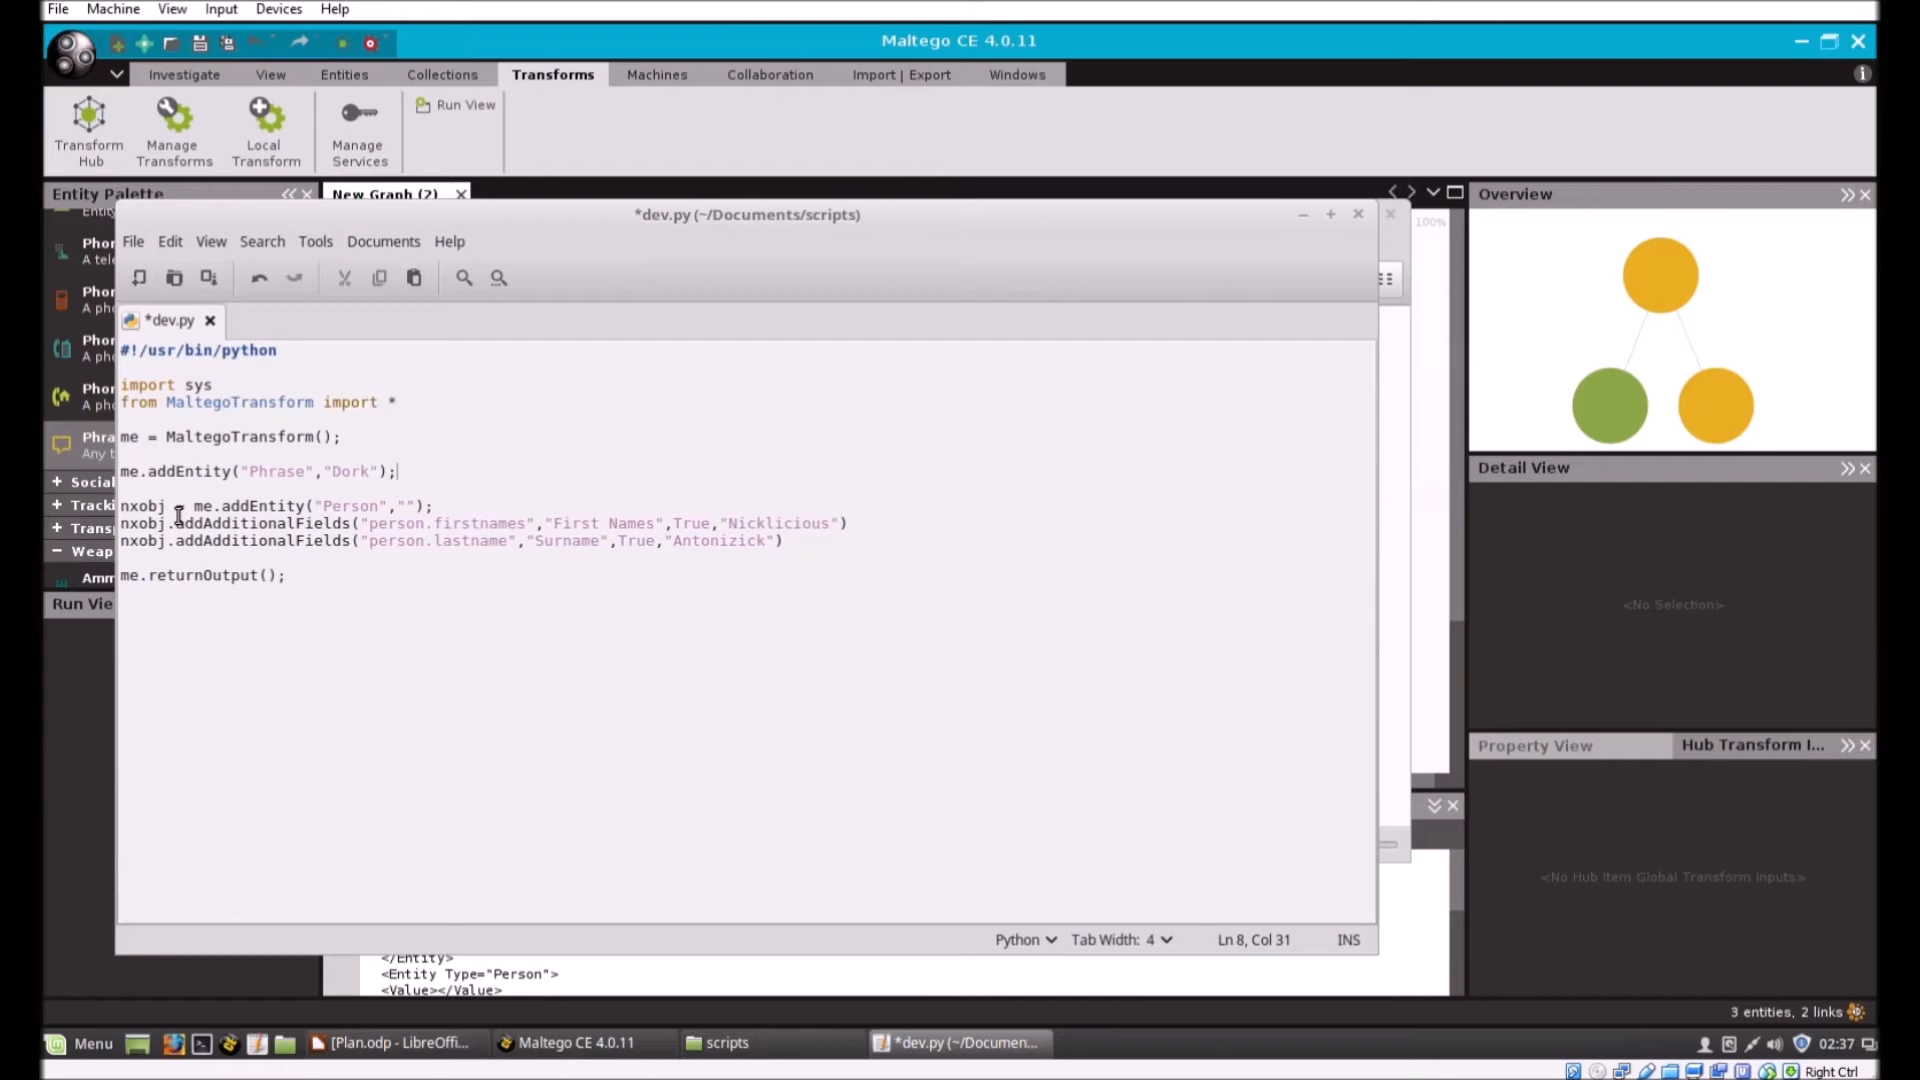 File Machine View Input Devices Help
Maltego CE 4.0.11
Investigate View Entities Collections Transforms Machines Collaboration Import | Export Windows
Transform Hub
Manage Transforms
Local Transform
Manage Services
Run View
Entity Palette
New Graph (2)
Overview
*dev.py (~/Documents/scripts)
100%
File Edit View Search Tools Documents Help
*dev.py
Phor
A tele
Phor
A pho
Phor
A pho
Phor
A pho
Phra
Any t
Social
Tracki
Trans
Weap
Amm
Run Vie
#!/usr/bin/python
import sys
from MaltegoTransform import *
me = MaltegoTransform();
me.addEntity("Phrase","Dork");
nxobj = me.addEntity("Person","");
nxobj.addAdditionalFields("person.firstnames","First Names",True,"Nicklicious")
nxobj.addAdditionalFields("person.lastname","Surname",True,"Antonizick")
me.returnOutput();
Detail View
<No Selection>
Property View
Hub Transform I...
<No Hub Item Global Transform Inputs>
Python Tab Width: 4 Ln 8, Col 31 INS
</Entity>
<Entity Type="Person">
<Value></Value>
3 entities, 2 links
Menu [Plan.odp - LibreOffi... Maltego CE 4.0.11 scripts *dev.py (~/Documen... 02:37
Right Ctrl